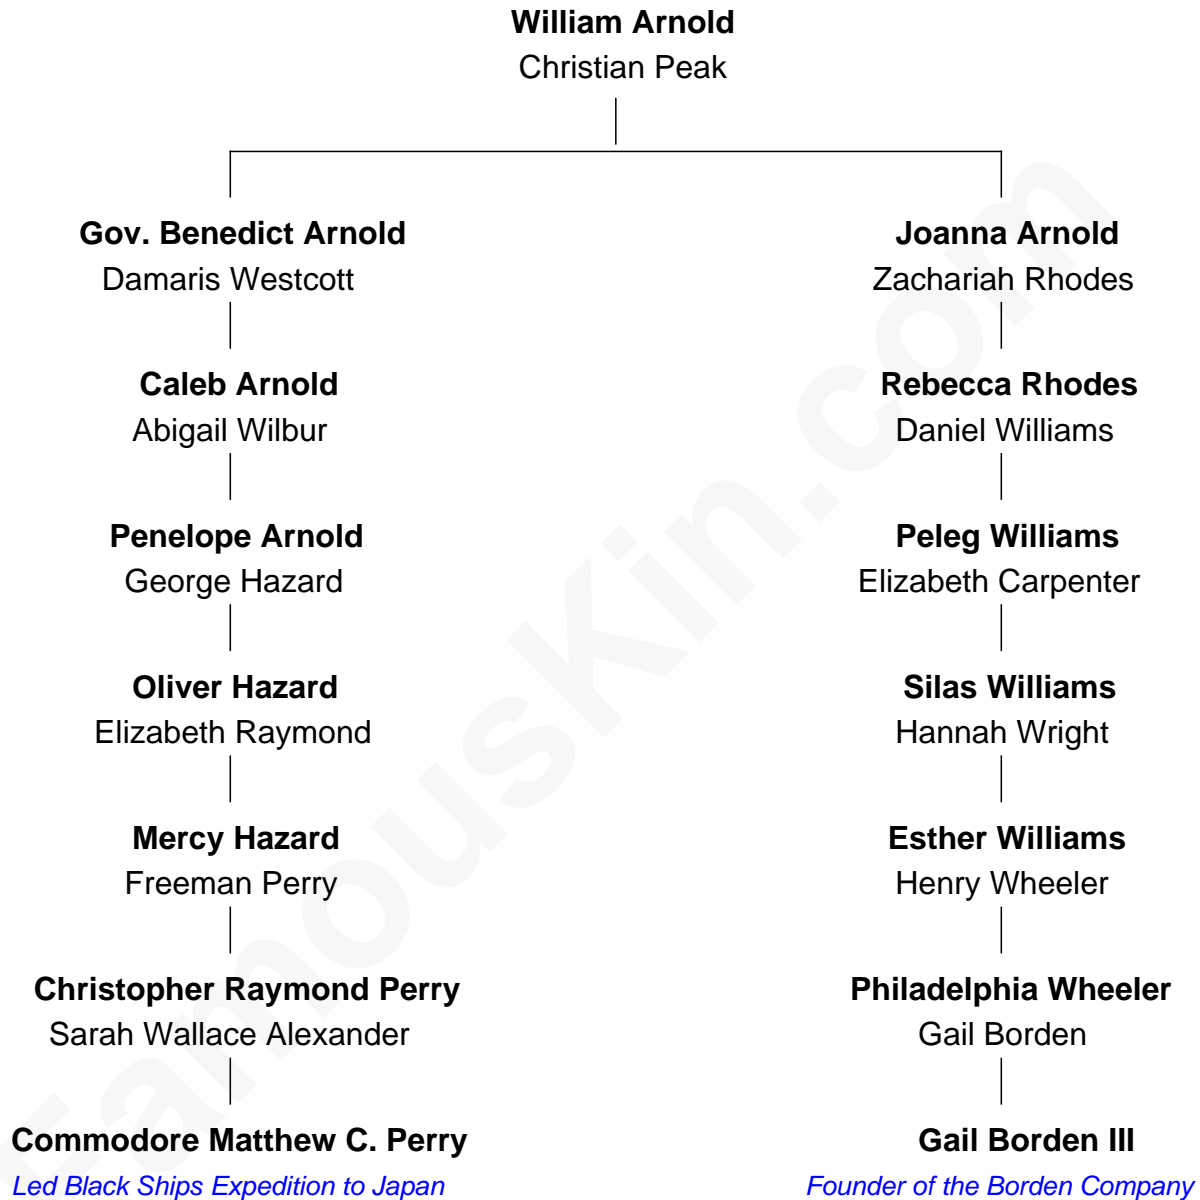 William Arnold
Christian Peak
Gov. Benedict Arnold
Damaris Westcott
Joanna Arnold
Zachariah Rhodes
Caleb Arnold
Abigail Wilbur
Rebecca Rhodes
Daniel Williams
Penelope Arnold
George Hazard
Peleg Williams
Elizabeth Carpenter
Oliver Hazard
Elizabeth Raymond
Silas Williams
Hannah Wright
Mercy Hazard
Freeman Perry
Esther Williams
Henry Wheeler
Christopher Raymond Perry
Sarah Wallace Alexander
Philadelphia Wheeler
Gail Borden
Commodore Matthew C. Perry
Led Black Ships Expedition to Japan
Gail Borden III
Founder of the Borden Company
FamousKin.com